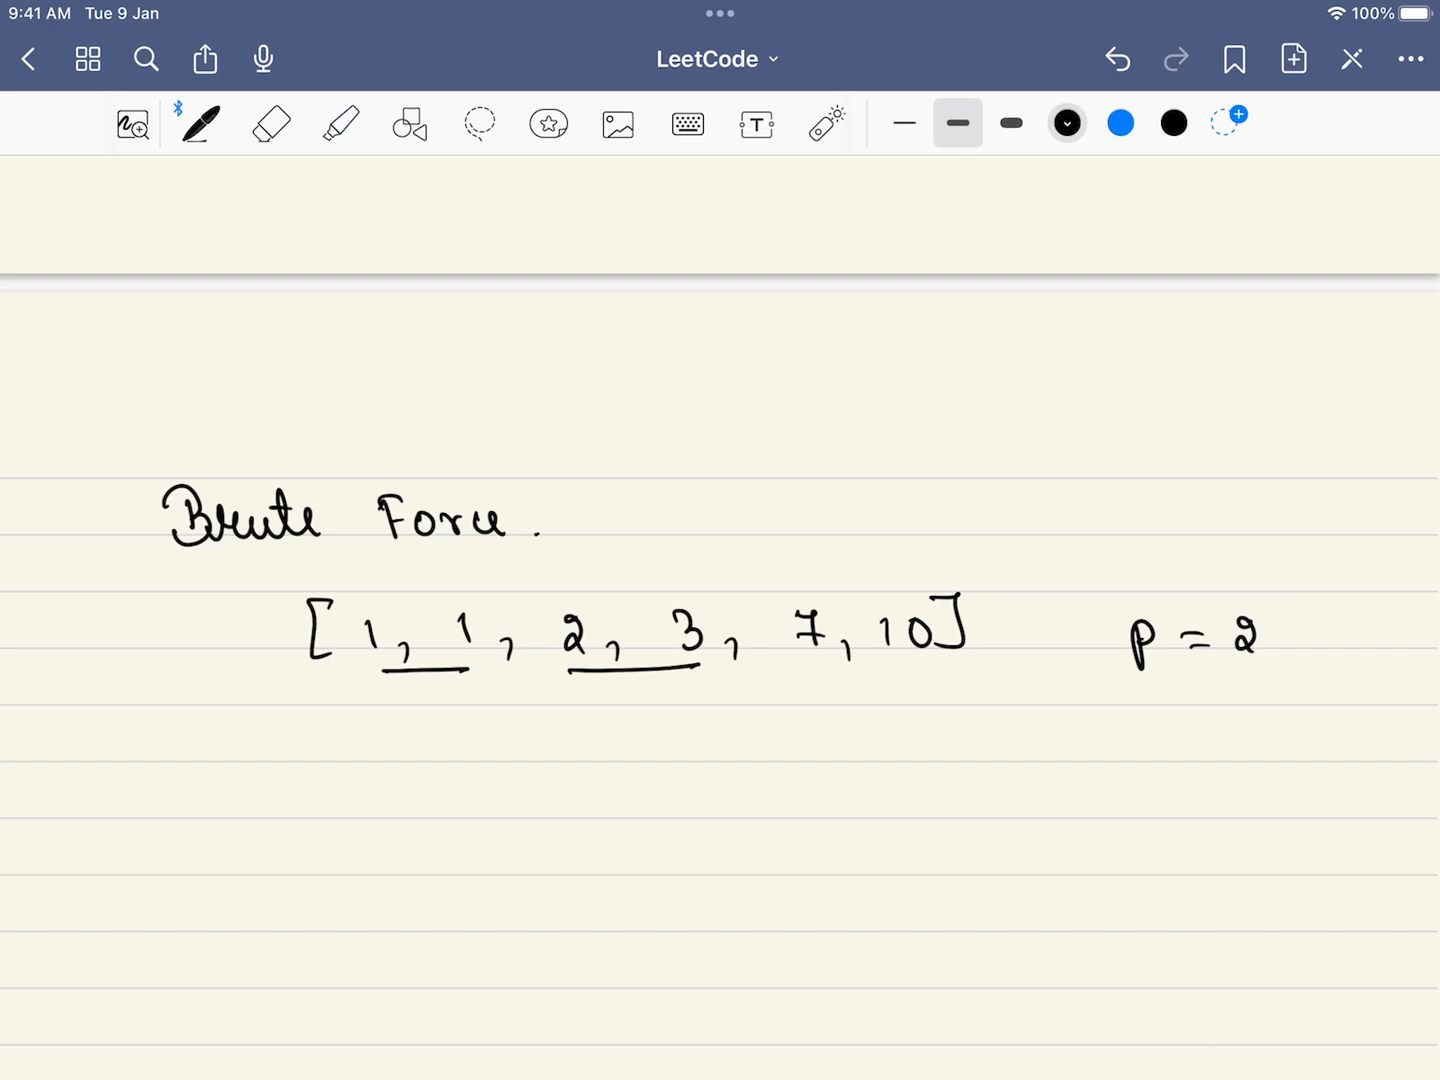 9:41 AM Tue 9 Jan
100%
LeetCode
T
Brute Force.
[1, 1, 2, 3, 7, 10] p = 2